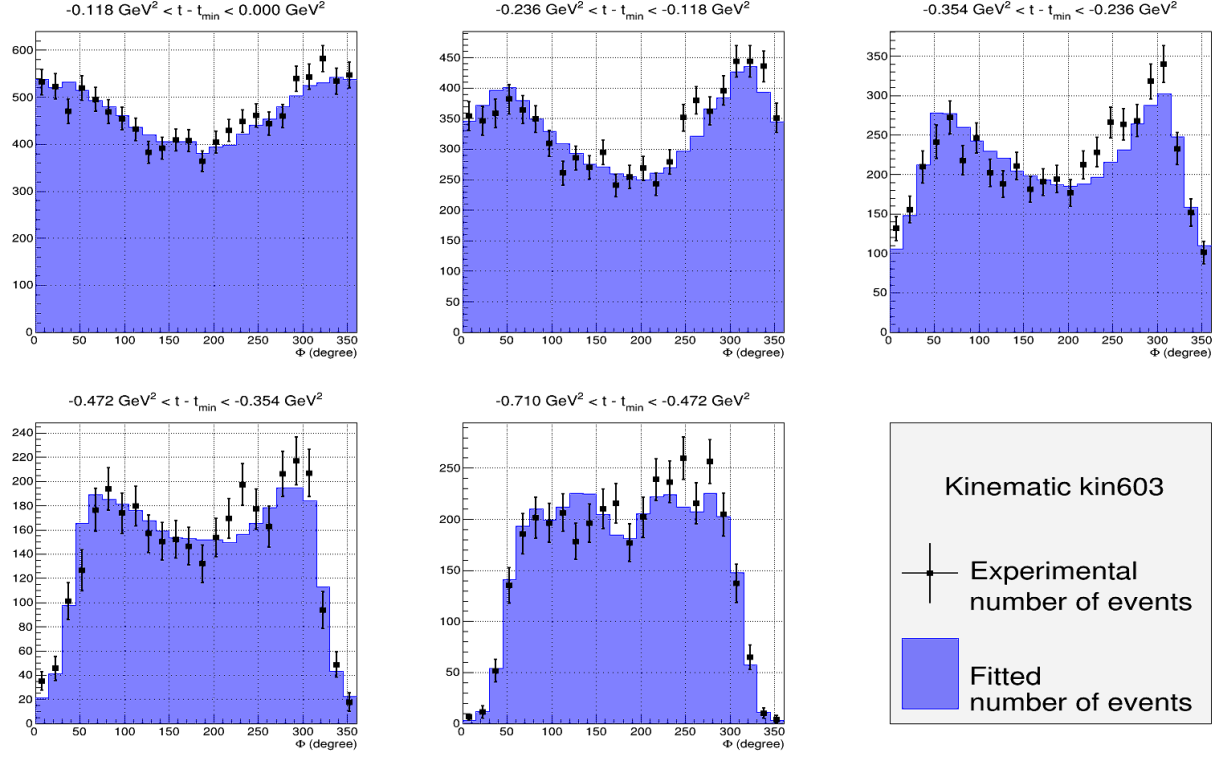 -0.118 GeV² < t - t_min < 0.000 GeV²
600
500
400
300
200
100
0
0 50 100 150 200 250 300 350
Φ (degree)
-0.236 GeV² < t - t_min < -0.118 GeV²
450
400
350
300
250
200
150
100
50
0
0 50 100 150 200 250 300 350
Φ (degree)
-0.354 GeV² < t - t_min < -0.236 GeV²
350
300
250
200
150
100
50
0
0 50 100 150 200 250 300 350
Φ (degree)
-0.472 GeV² < t - t_min < -0.354 GeV²
240
220
200
180
160
140
120
100
80
60
40
20
0
0 50 100 150 200 250 300 350
Φ (degree)
-0.710 GeV² < t - t_min < -0.472 GeV²
250
200
150
100
50
0
0 50 100 150 200 250 300 350
Φ (degree)
Kinematic kin603
Experimental
number of events
Fitted
number of events